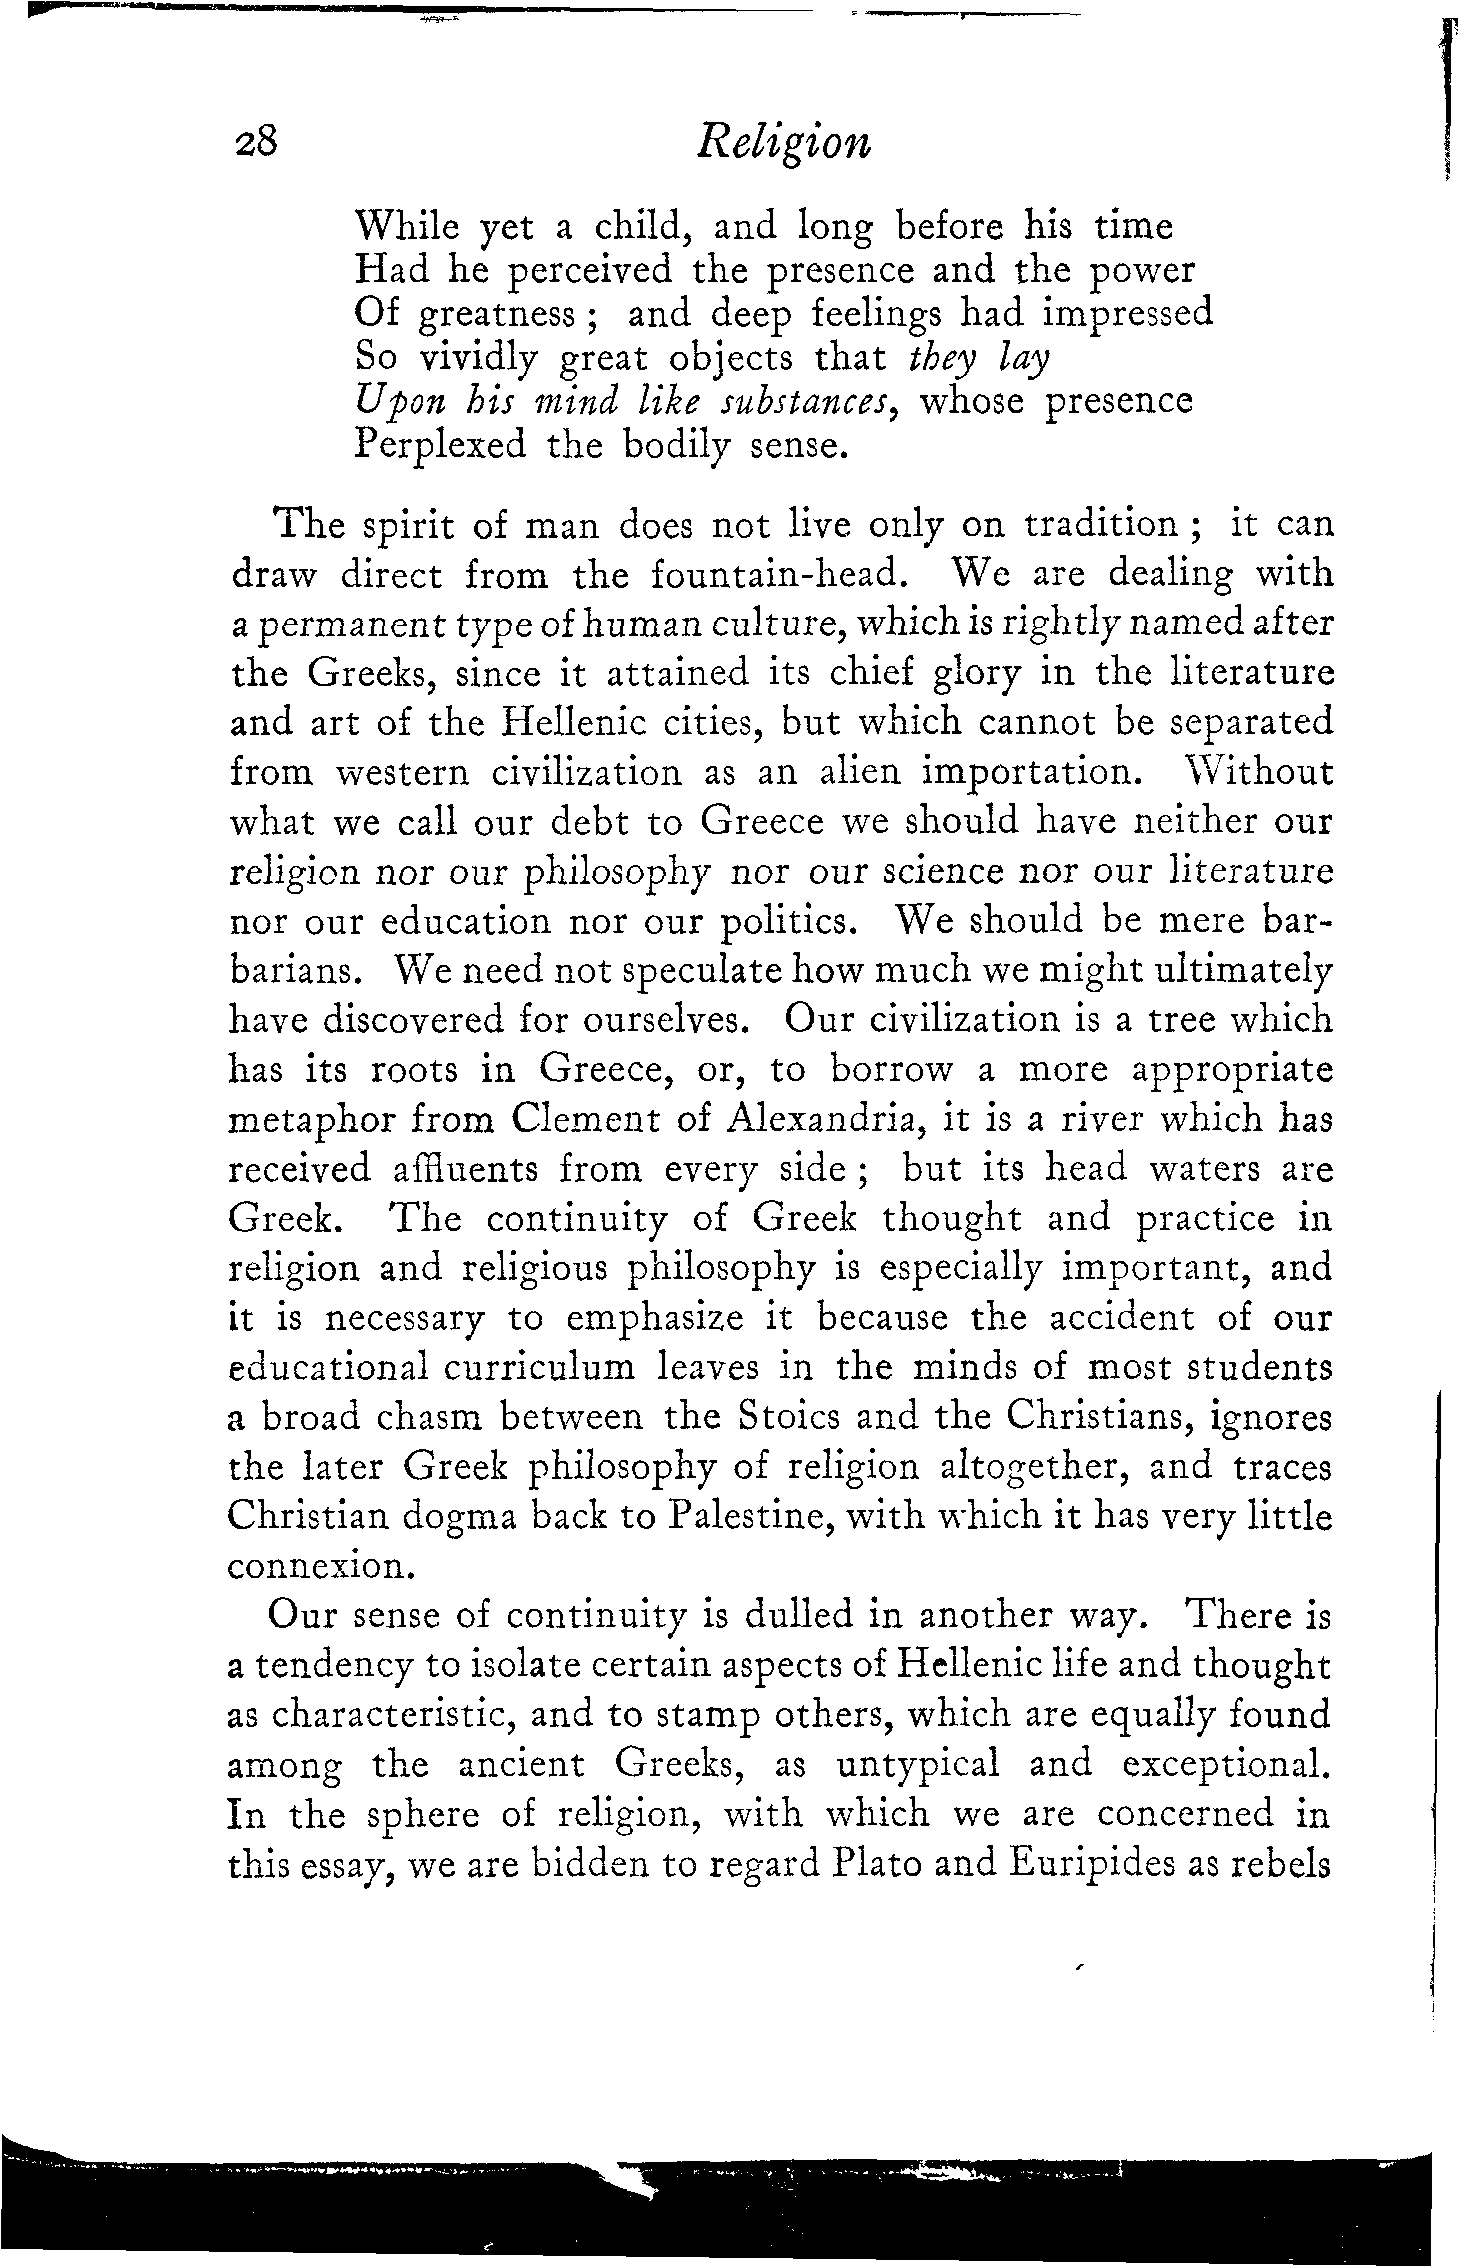 28 Religion
While yet a child, and long before his time
Had he perceived the presence and the power
Of greatness ; and deep feelings had impressed
So vividly great objects that they lay
Upon his mind like substances, whose presence
Perplexed the bodily sense.
The spirit of man does not live only on tradition ; it can
draw direct from the fountain-head. We are dealing with
a permanent type of human culture, which is rightly named after
the Greeks, since it attained its chief glory in the literature
and art of the Hellenic cities, but which cannot be separated
from western civilization as an alien importation. Without
what we call our debt to Greece we should have neither our
religion nor our philosophy nor our science nor our literature
nor our education nor our politics. We should be mere bar-
barians. We need not speculate how much we might ultimately
have discovered for ourselves. Our civilization is a tree which
has its roots in Greece, or, to borrow a more appropriate
metaphor from Clement of Alexandria, it is a river which has
received affluents from every side ; but its head waters are
Greek. The continuity of Greek thought and practice in
religion and religious philosophy is especially important, and
it is necessary to emphasize it because the accident of our
educational curriculum leaves in the minds of most students
a broad chasm between the Stoics and the Christians, ignores
the later Greek philosophy of religion altogether, and traces
Christian dogma back to Palestine, with which it has very little
connexion.
Our sense of continuity is dulled in another way. There is
a tendency to isolate certain aspects of Hellenic life and thought
as characteristic, and to stamp others, which are equally found
among the ancient Greeks, as untypical and exceptional.
In the sphere of religion, with which we are concerned in
this essay, we are bidden to regard Plato and Euripides as rebels